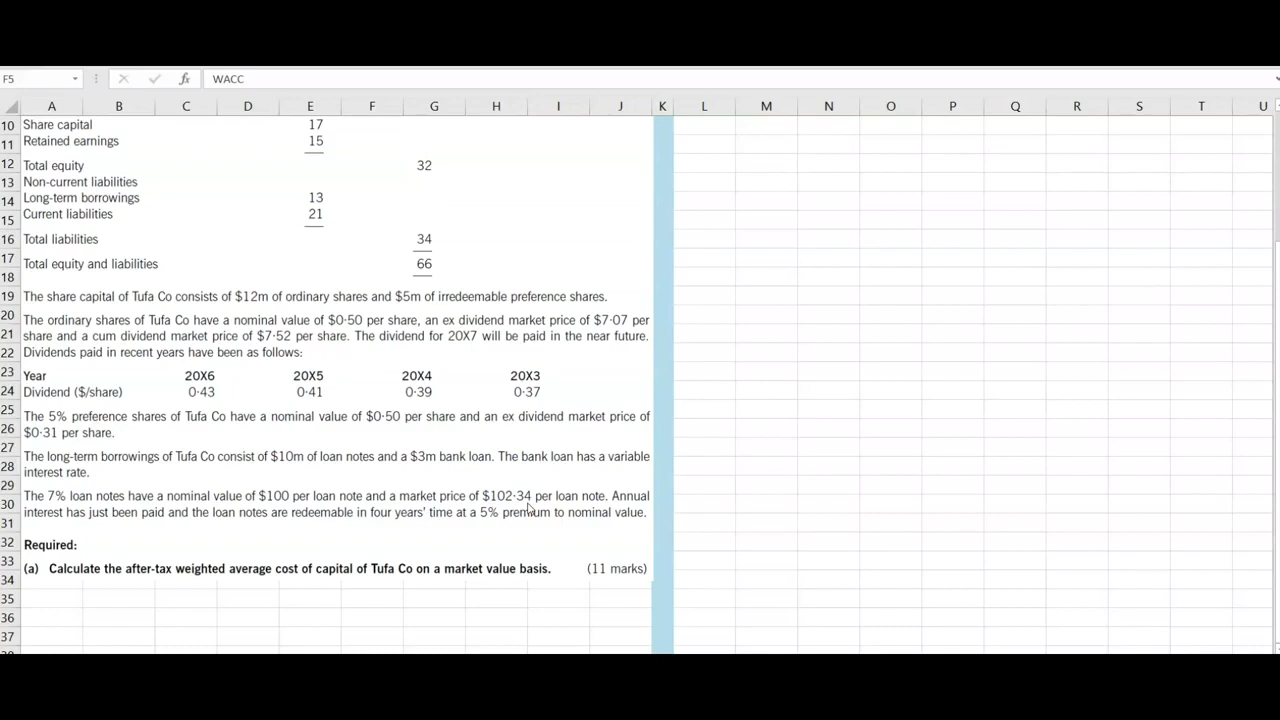 F5 fx WACC
A B C D E F G H I J K L M N O P Q R S T U
10 Share capital 17
11 Retained earnings 15
12 Total equity 32
13 Non-current liabilities
14 Long-term borrowings 13
15 Current liabilities 21
16 Total liabilities 34
17 Total equity and liabilities 66
18
19 The share capital of Tufa Co consists of $12m of ordinary shares and $5m of irredeemable preference shares.
20 The ordinary shares of Tufa Co have a nominal value of $0·50 per share, an ex dividend market price of $7·07 per
21 share and a cum dividend market price of $7·52 per share. The dividend for 20X7 will be paid in the near future.
22 Dividends paid in recent years have been as follows:
23 Year 20X6 20X5 20X4 20X3
24 Dividend ($/share) 0·43 0·41 0·39 0·37
25 The 5% preference shares of Tufa Co have a nominal value of $0·50 per share and an ex dividend market price of
26 $0·31 per share.
27 The long-term borrowings of Tufa Co consist of $10m of loan notes and a $3m bank loan. The bank loan has a variable
28 interest rate.
29 The 7% loan notes have a nominal value of $100 per loan note and a market price of $102·34 per loan note. Annual
30 interest has just been paid and the loan notes are redeemable in four years' time at a 5% premium to nominal value.
31
32 Required:
33 (a) Calculate the after-tax weighted average cost of capital of Tufa Co on a market value basis. (11 marks)
34
35
36
37